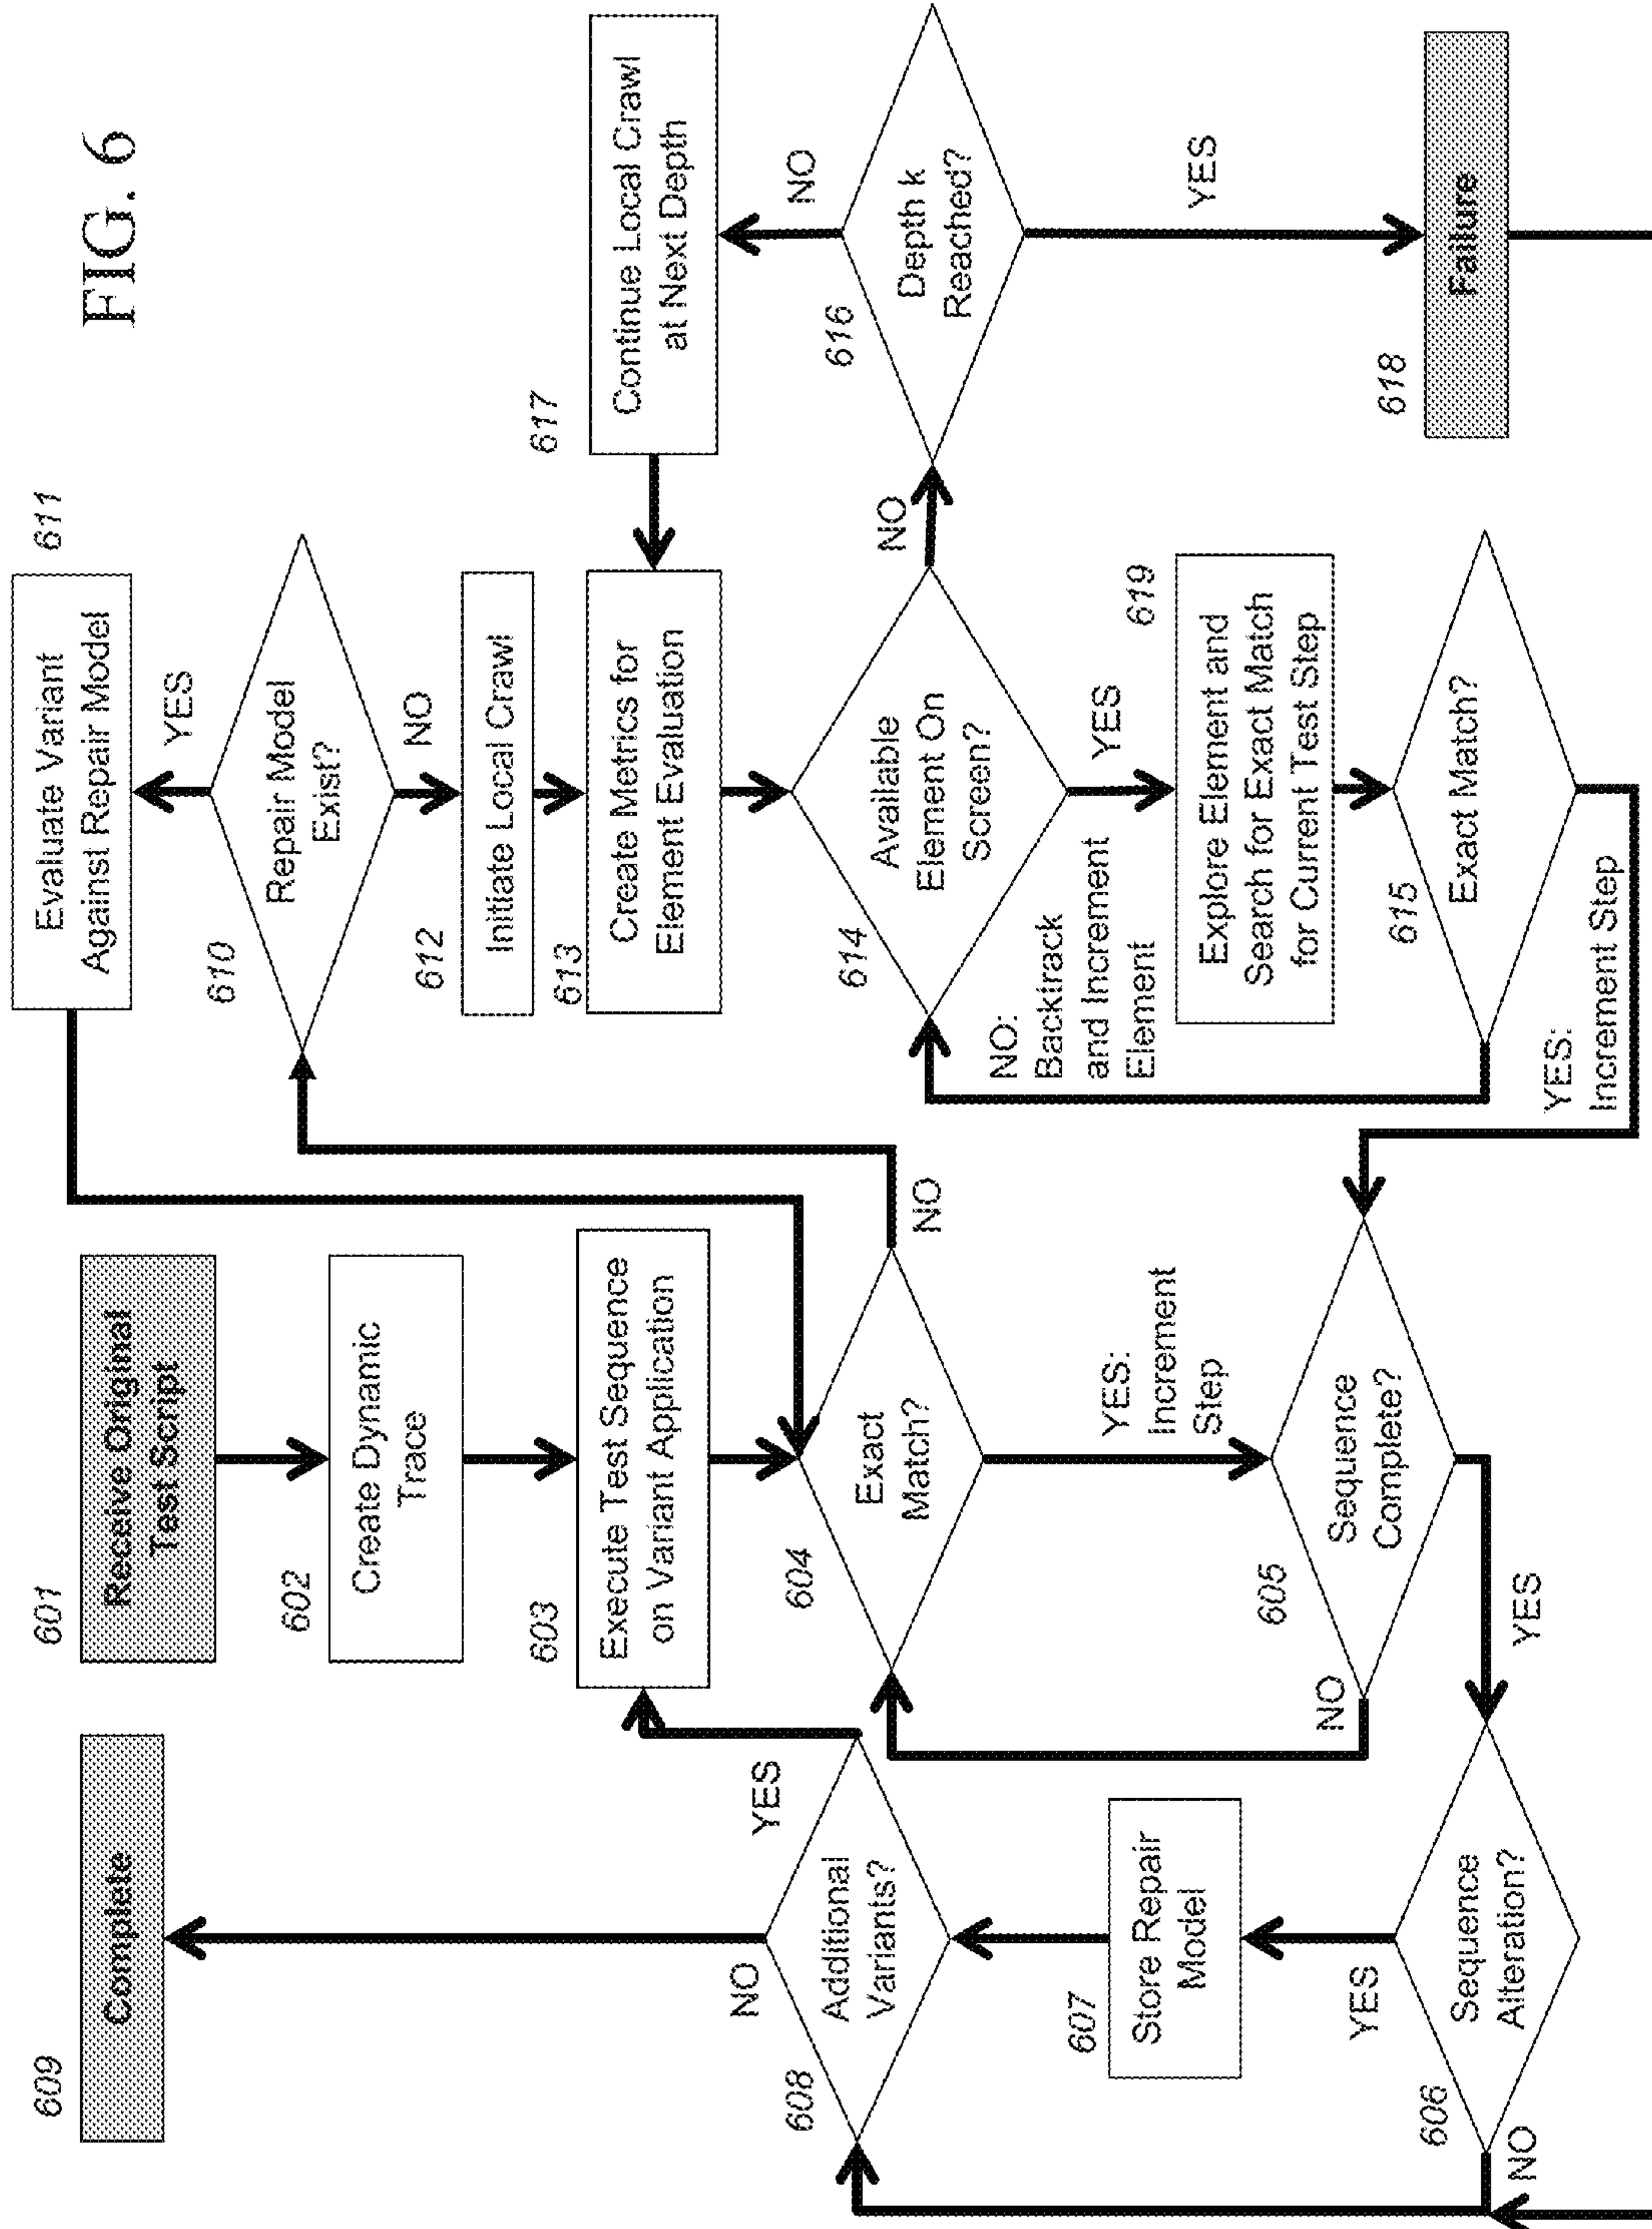 FIG. 6
609
Complete
601
Receive Original
Test Script
602
Create Dynamic
Trace
603
Execute Test Sequence
on Variant Application
604
Exact
Match?
NO
YES:
Increment
Step
605
Sequence
Complete?
NO
YES
606
Sequence
Alteration?
YES
NO
607
Store Repair
Model
608
Additional
Variants?
YES
NO
611
Evaluate Variant
Against Repair Model
YES
610
Repair Model
Exist?
NO
612
Initiate Local Crawl
613
Create Metrics for
Element Evaluation
614
Available
Element On
Screen?
NO
YES
NO:
Backtrack
and Increment
Element
619
Explore Element and
Search for Exact Match
for Current Test Step
615
Exact Match?
YES:
Increment Step
617
Continue Local Crawl
at Next Depth
NO
616
Depth k
Reached?
YES
618
Failure